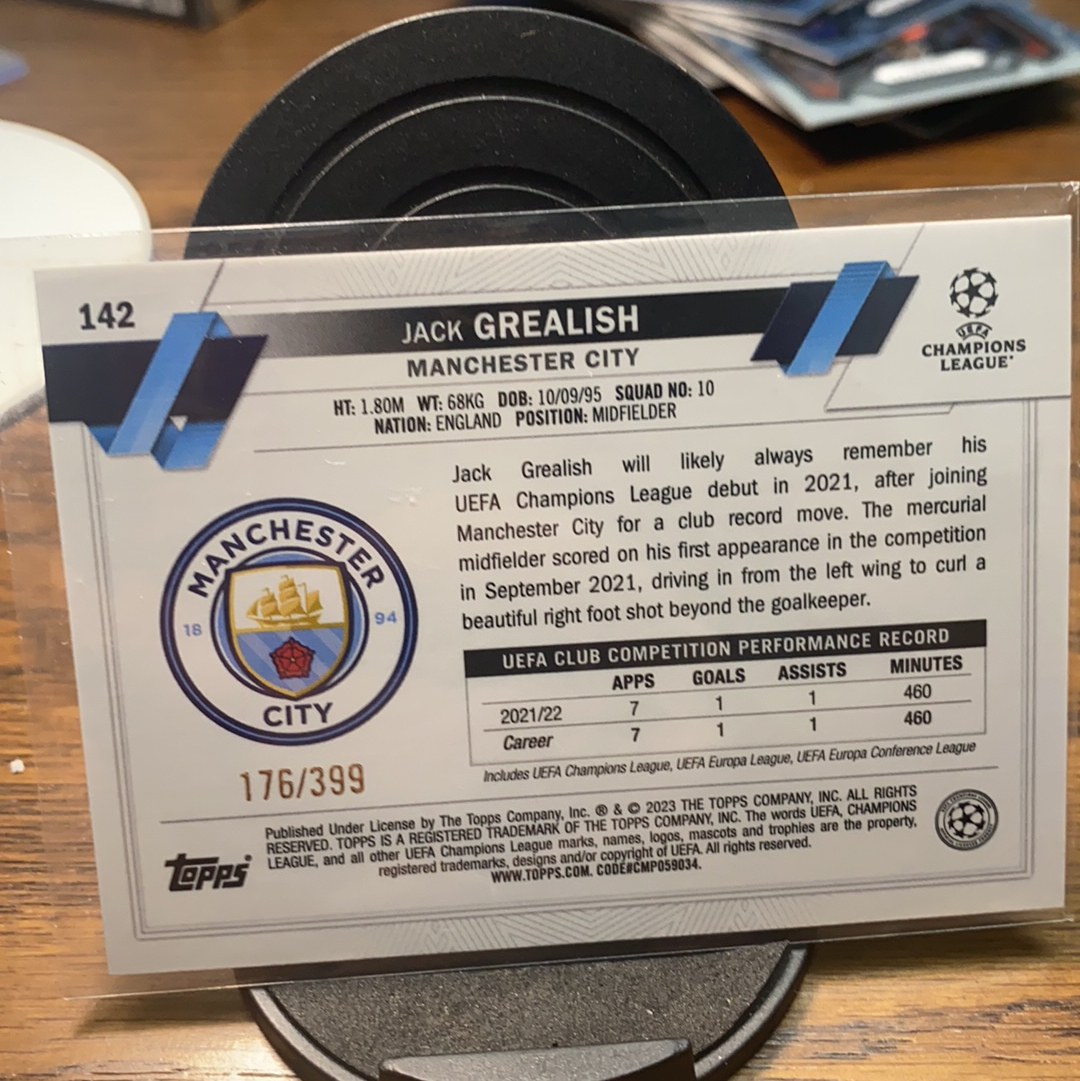 142
JACK GREALISH
MANCHESTER CITY
UEFA
CHAMPIONS
LEAGUE
HT: 1.80M WT: 68KG DOB: 10/09/95 SQUAD NO: 10
NATION: ENGLAND POSITION: MIDFIELDER
Jack Grealish will likely always remember his
UEFA Champions League debut in 2021, after joining
Manchester City for a club record move. The mercurial
midfielder scored on his first appearance in the competition
in September 2021, driving in from the left wing to curl a
beautiful right foot shot beyond the goalkeeper.
MANCHESTER
18 94
CITY
176/399
UEFA CLUB COMPETITION PERFORMANCE RECORD
APPS GOALS ASSISTS MINUTES
2021/22 7 1 1 460
Career 7 1 1 460
Includes UEFA Champions League, UEFA Europa League, UEFA Europa Conference League
topps
Published Under License by The Topps Company, Inc. ® & © 2023 THE TOPPS COMPANY, INC. ALL RIGHTS
RESERVED. TOPPS IS A REGISTERED TRADEMARK OF THE TOPPS COMPANY, INC. The words UEFA, CHAMPIONS
LEAGUE, and all other UEFA Champions League marks, names, logos, mascots and trophies are the property,
registered trademarks, designs and/or copyright of UEFA. All rights reserved.
WWW.TOPPS.COM. CODE#CMP059034.